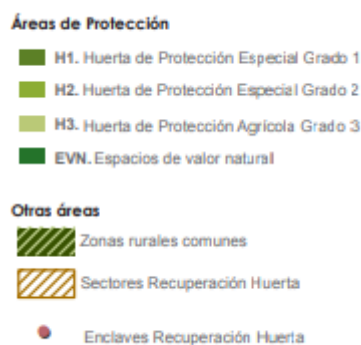 Áreas de Protección
H1. Huerta de Protección Especial Grado 1
H2. Huerta de Protección Especial Grado 2
H3. Huerta de Protección Agrícola Grado 3
EVN. Espacios de valor natural
Otras áreas
Zonas rurales comunes
Sectores Recuperación Huerta
Enclaves Recuperación Huerta